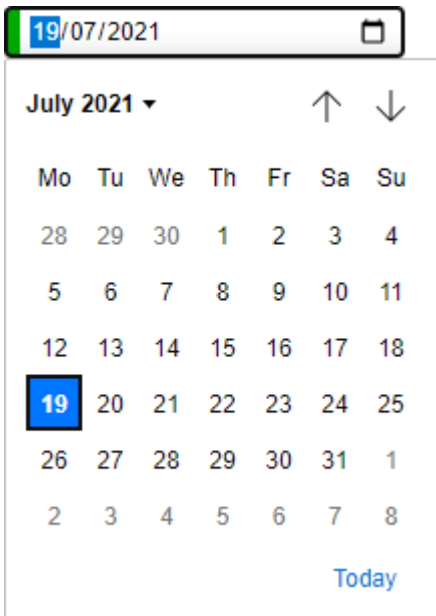 19/07/2021
July 2021
Mo Tu We Th Fr Sa Su
28 29 30 1 2 3 4
5 6 7 8 9 10 11
12 13 14 15 16 17 18
19 20 21 22 23 24 25
26 27 28 29 30 31 1
2 3 4 5 6 7 8
Today